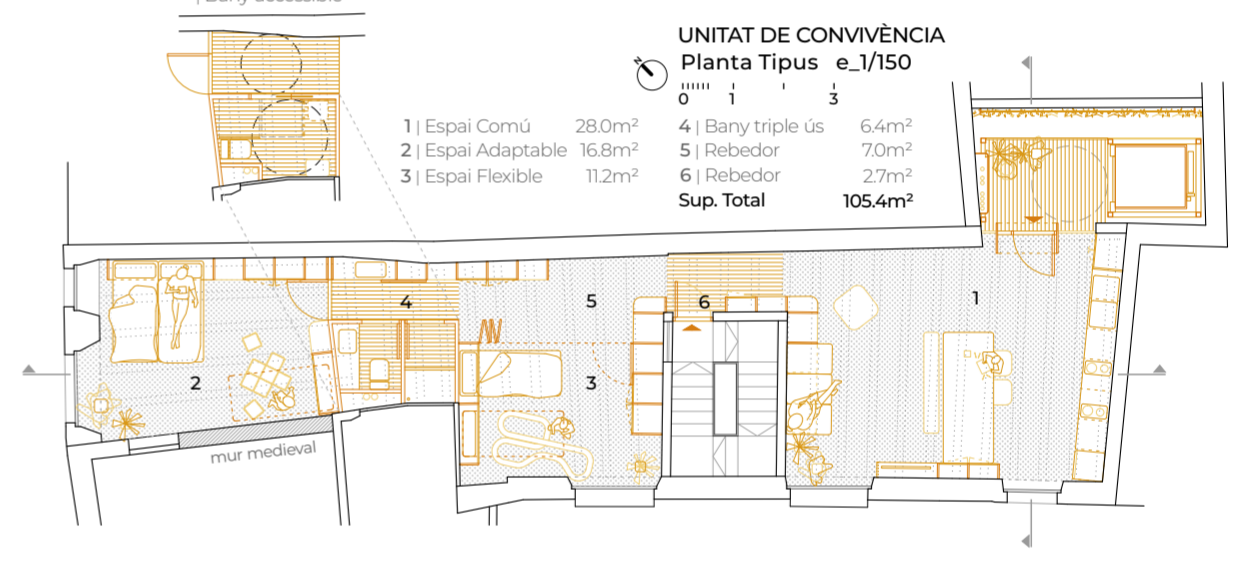 | Bany accessible
UNITAT DE CONVIVÈNCIA
Planta Tipus e_1/150
N
0 1 3
1 | Espai Comú 28.0m²
2 | Espai Adaptable 16.8m²
3 | Espai Flexible 11.2m²
4 | Bany triple ús 6.4m²
5 | Rebedor 7.0m²
6 | Rebedor 2.7m²
Sup. Total 105.4m²
4
5
6
1
2
3
mur medieval